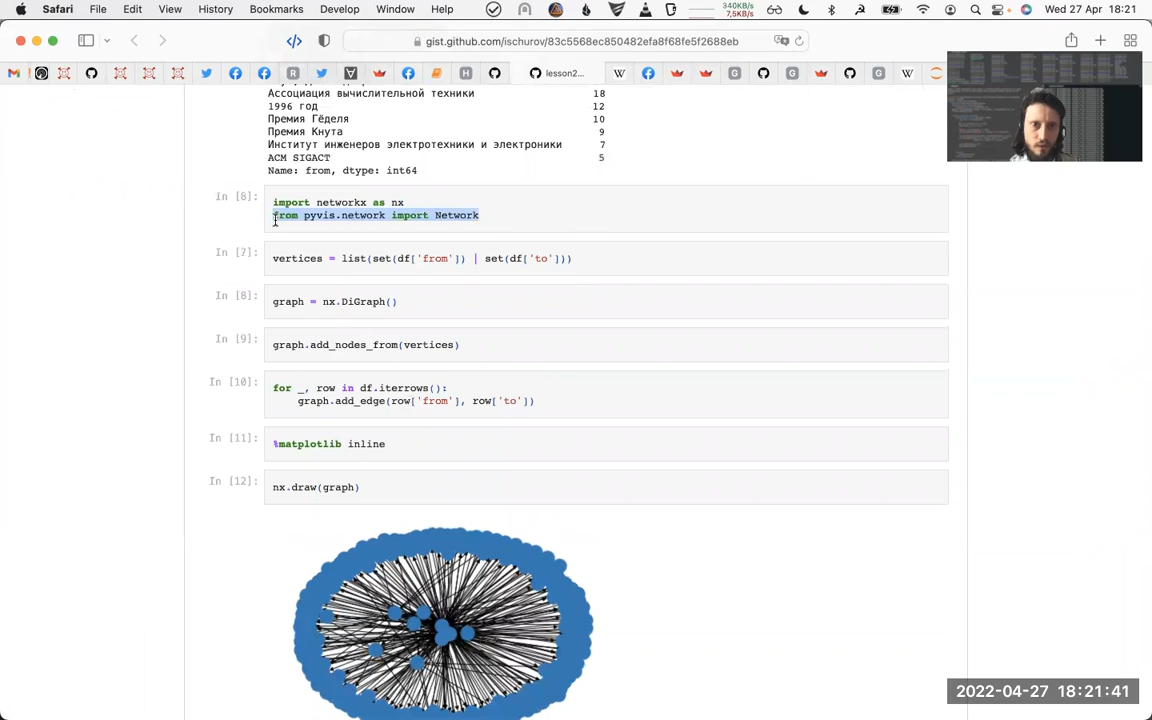 Safari File Edit View History Bookmarks Develop Window Help 340KB/s 7,5KB/s Wed 27 Apr 18:21
gist.github.com/ischurov/83c5568ec850482efa8f68fe5f2688eb
lesson2...
Ассоциация вычислительной техники 18
1996 год 12
Премия Гёделя 10
Премия Кнута 9
Институт инженеров электротехники и электроники 7
ACM SIGACT 5
Name: from, dtype: int64
In [8]: import networkx as nx
from pyvis.network import Network
In [7]: vertices = list(set(df['from']) | set(df['to']))
In [8]: graph = nx.DiGraph()
In [9]: graph.add_nodes_from(vertices)
In [10]: for _, row in df.iterrows():
graph.add_edge(row['from'], row['to'])
In [11]: %matplotlib inline
In [12]: nx.draw(graph)
2022-04-27 18:21:41